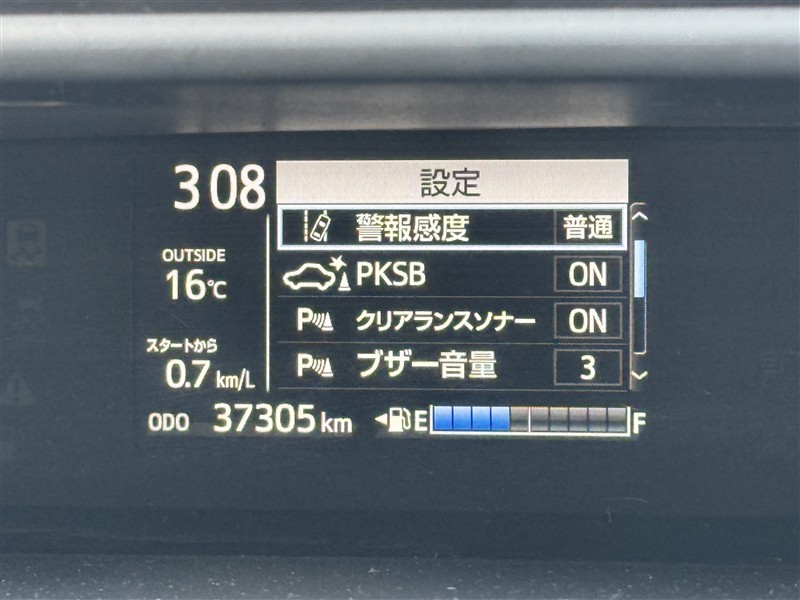 3 08
設定
警報感度 普通
OUTSIDE
16℃
PKSB ON
P クリアランスソナー ON
スタートから
0.7 km/L
P ブザー音量 3
ODO 37305 km
E F